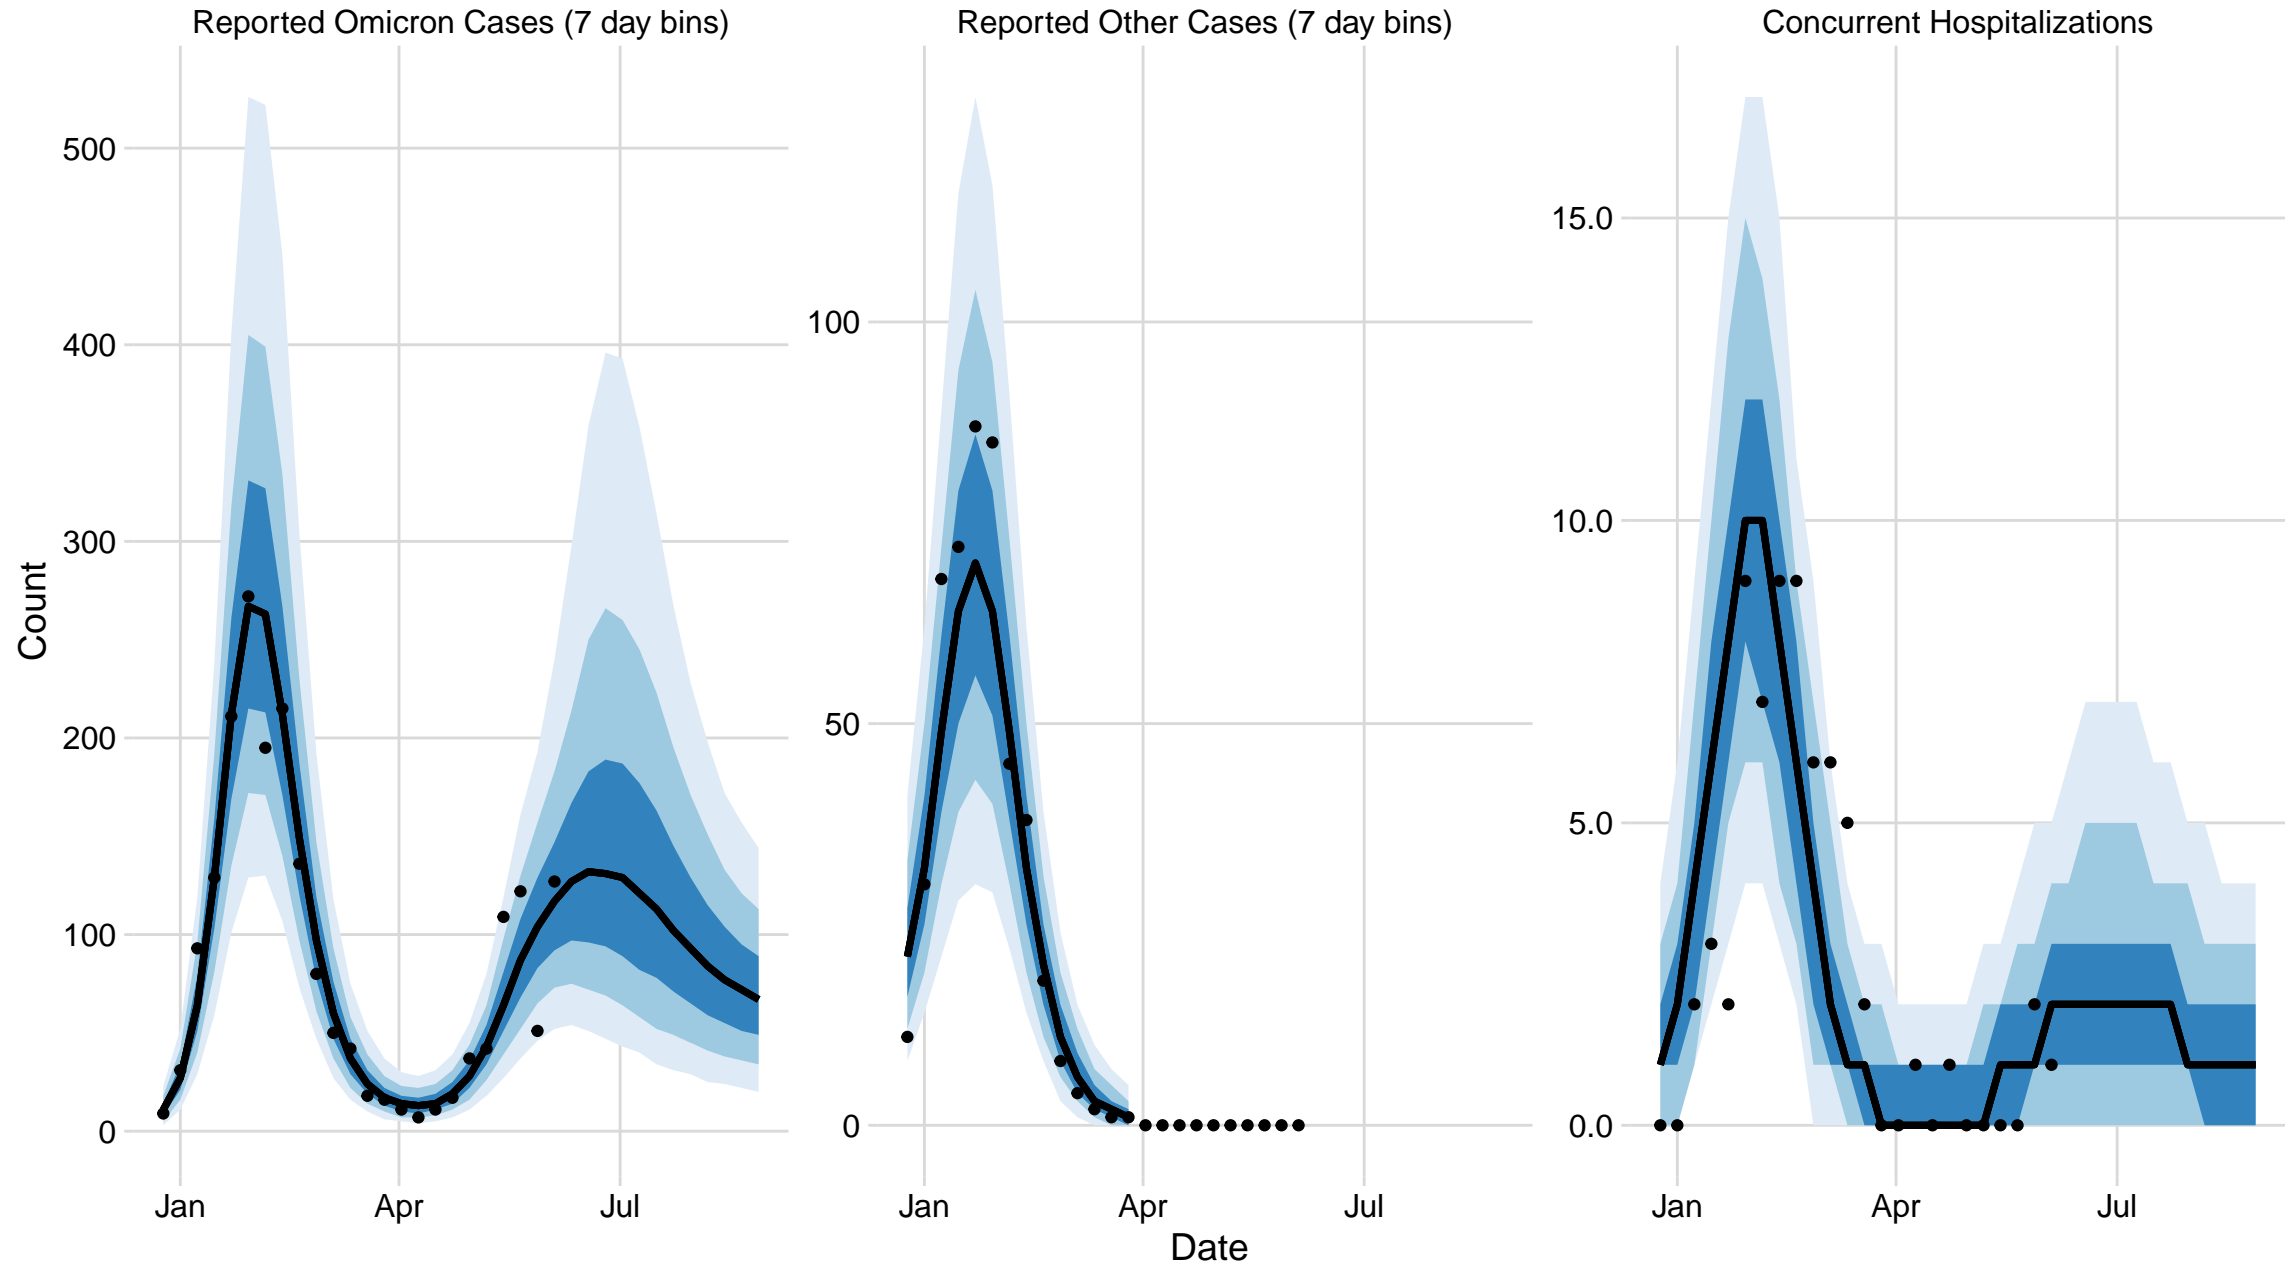 Reported Omicron Cases (7 day bins)
Reported Other Cases (7 day bins)
Concurrent Hospitalizations
Count
500
400
300
200
100
0
100
50
0
15.0
10.0
5.0
0.0
Jan
Apr
Jul
Jan
Apr
Jul
Jan
Apr
Jul
Date